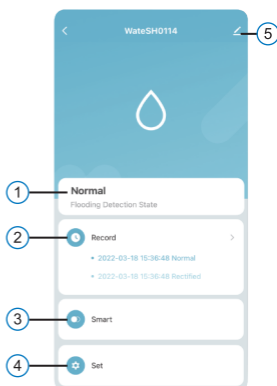 WateSH0114
5
1
Normal
Flooding Detection State
2
Record
• 2022-03-18 15:36:48 Normal
• 2022-03-18 15:36:48 Rectified
3
Smart
4
Set